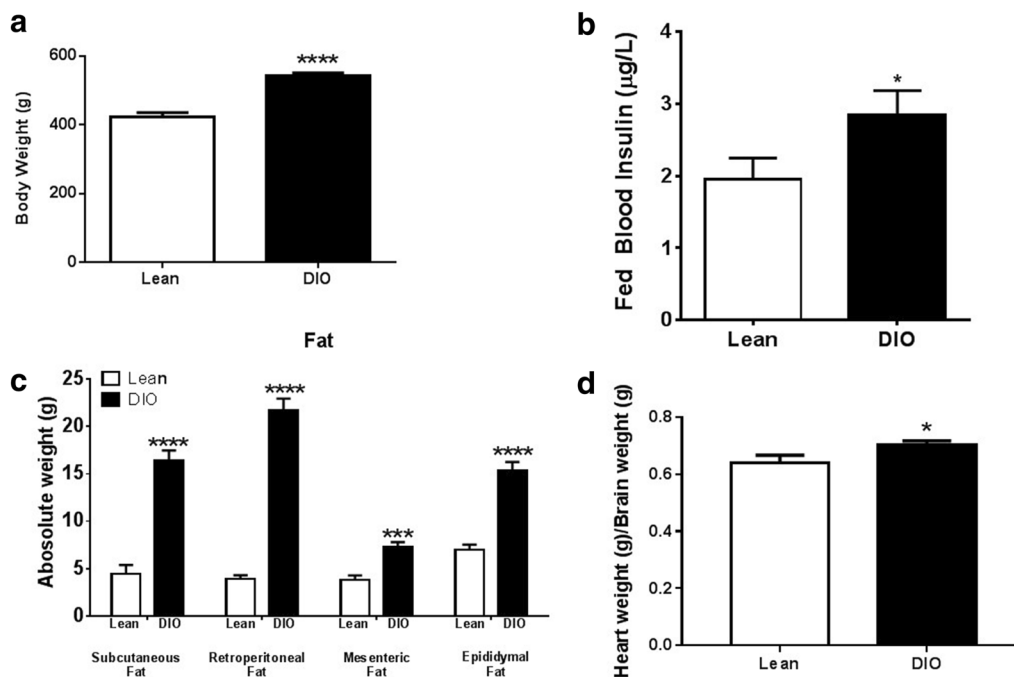 a
600
400
200
0
Body Weight (g)
****
Lean DIO
b
4
3
2
1
0
Fed Blood Insulin (µg/L)
*
Lean DIO
Fat
c
25
20
15
10
5
0
Abosolute weight (g)
Lean
DIO
**** **** *** ****
Lean DIO Lean DIO Lean DIO Lean DIO
Subcutaneous Retroperitoneal Mesenteric Epididymal
Fat Fat Fat Fat
d
0.8
0.6
0.4
0.2
0.0
Heart weight (g)/Brain weight (g)
*
Lean DIO